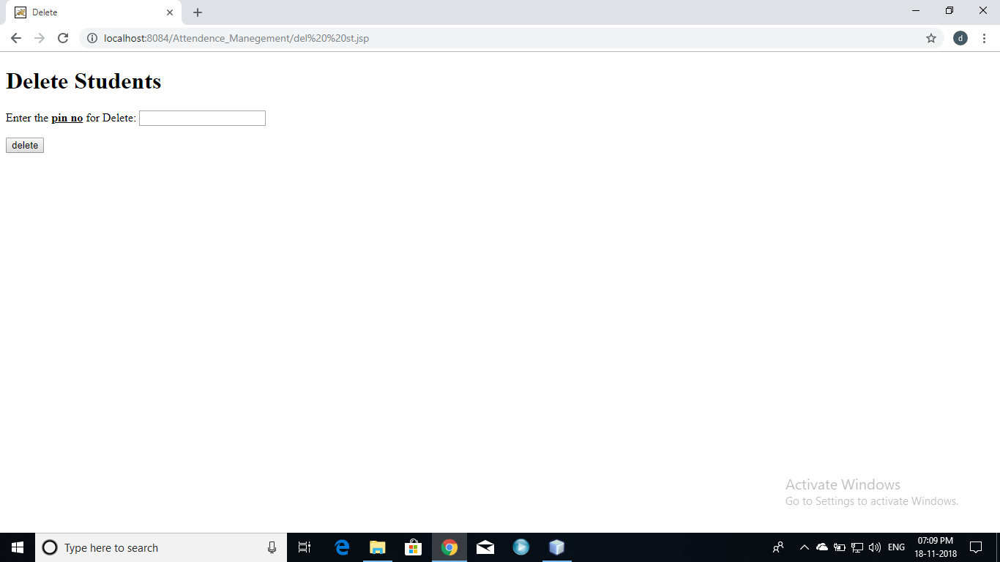 Delete
localhost:8084/Attendence_Manegement/del%20%20st.jsp
d
Delete Students
Enter the pin no for Delete:
delete
Activate Windows
Go to Settings to activate Windows.
Type here to search
ENG
07:09 PM
18-11-2018